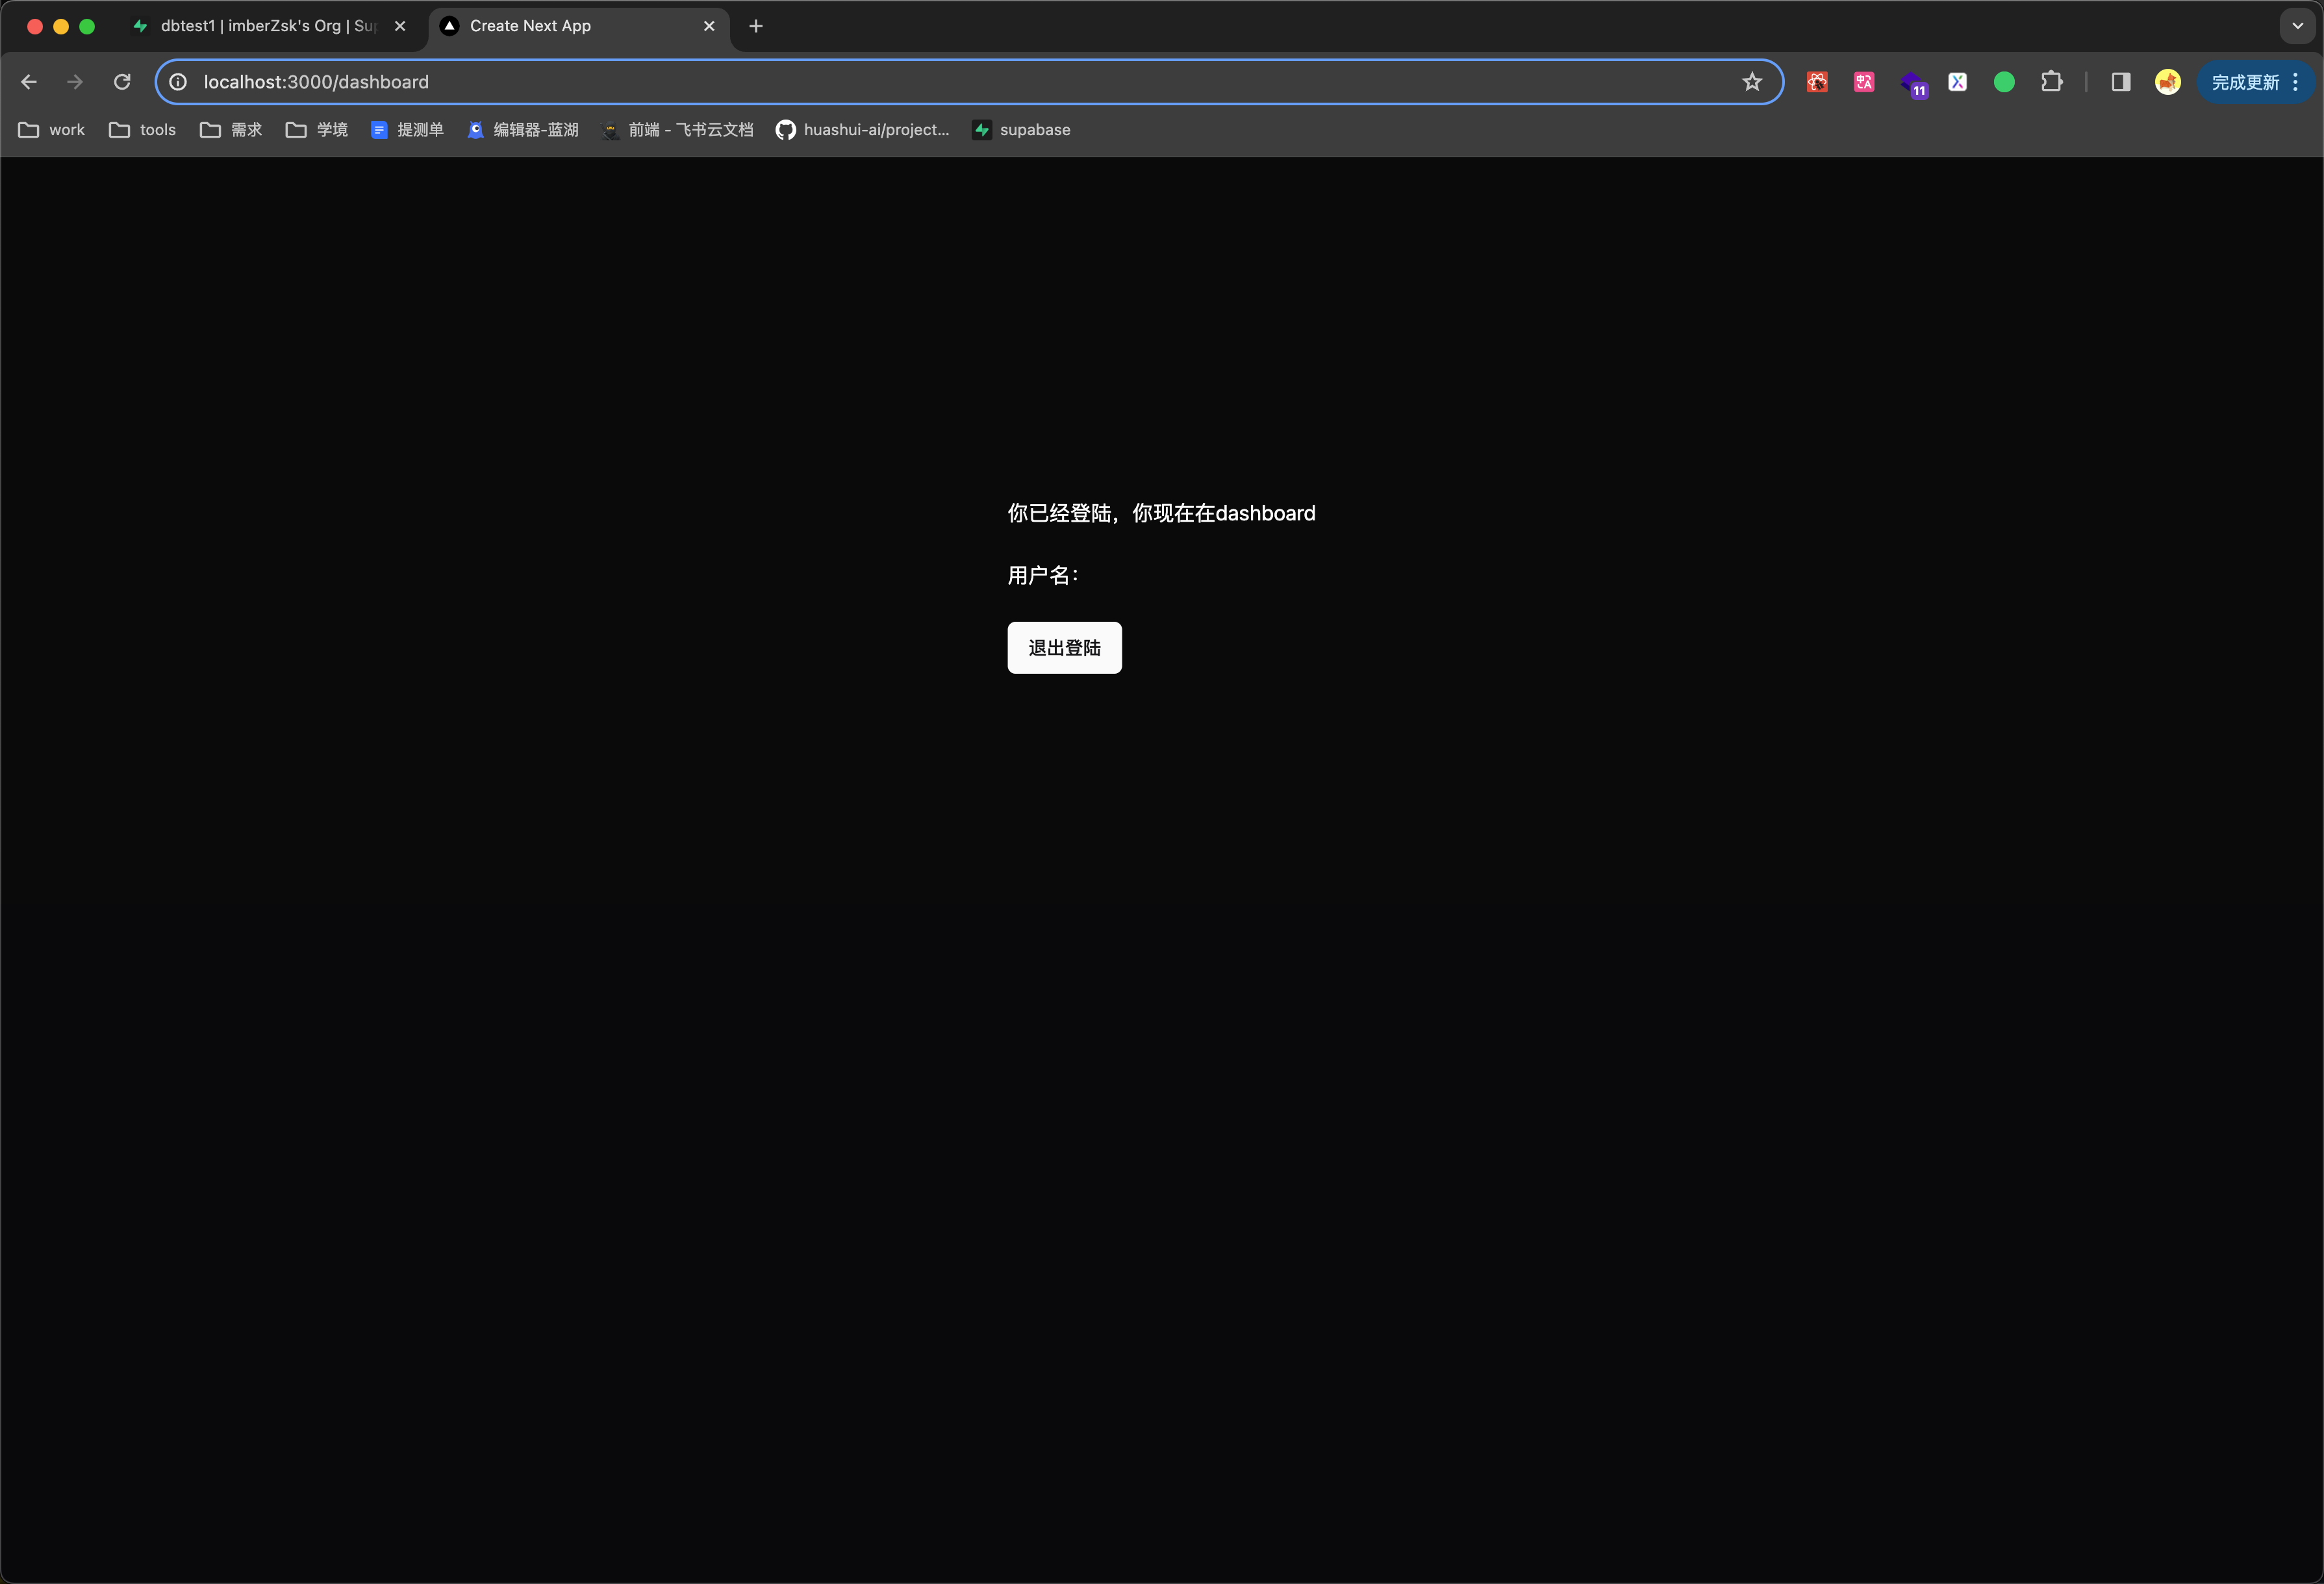 dbtest1 | imberZsk's Org | Sup
Create Next App
localhost:3000/dashboard
11
完成更新
work
tools
需求
学境
提测单
编辑器-蓝湖
前端 - 飞书云文档
huashui-ai/project...
supabase
你已经登陆，你现在在dashboard
用户名：
退出登陆